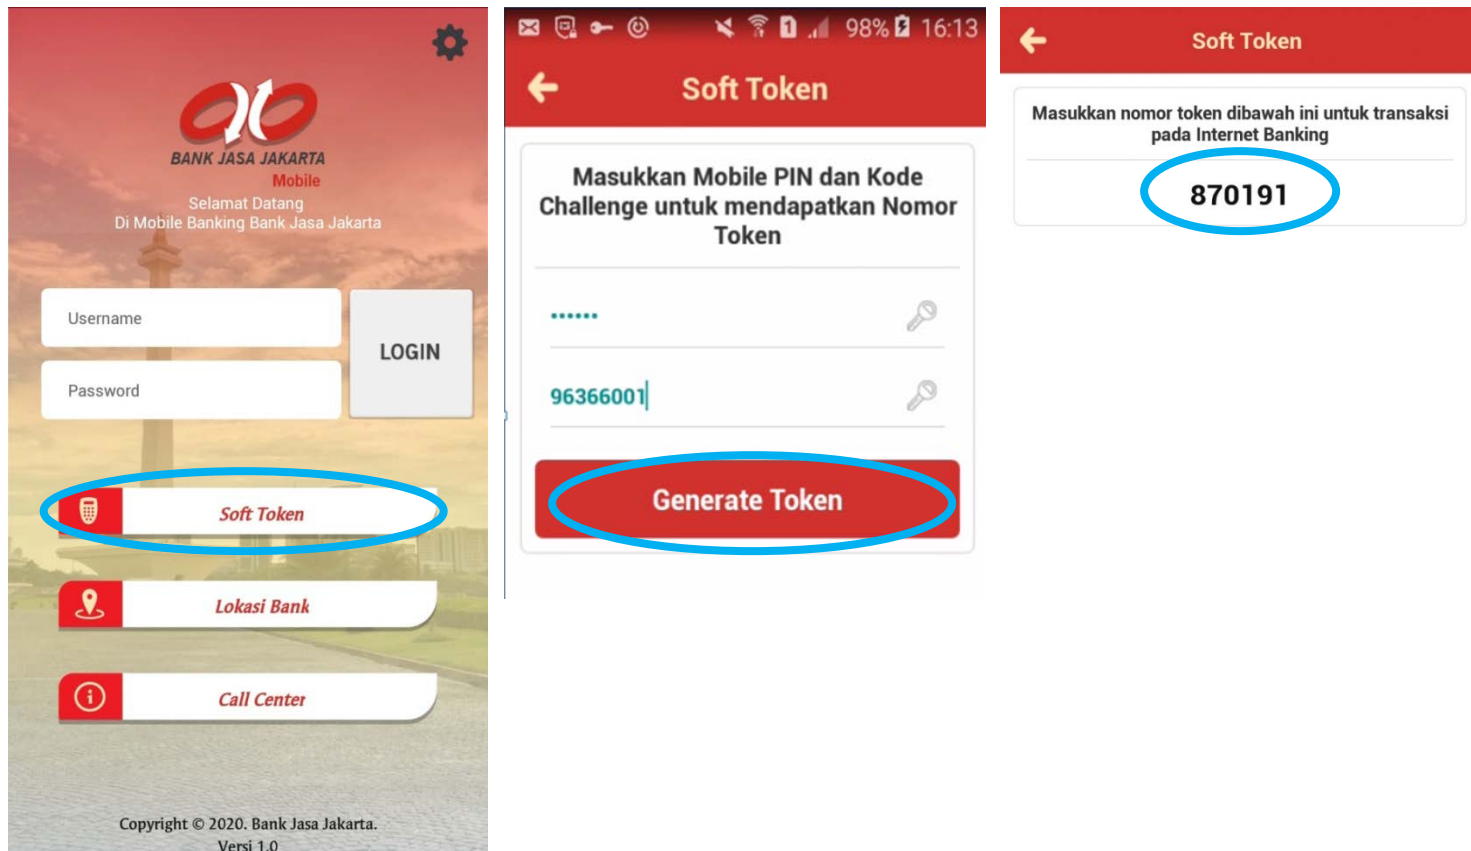 BANK JASA JAKARTA
Mobile
Selamat Datang
Di Mobile Banking Bank Jasa Jakarta
Username
Password
LOGIN
Soft Token
Lokasi Bank
Call Center
Copyright © 2020. Bank Jasa Jakarta.
Versi 1.0
1 98% 16:13
Soft Token
Masukkan Mobile PIN dan Kode
Challenge untuk mendapatkan Nomor
Token
••••••
96366001
Generate Token
Soft Token
Masukkan nomor token dibawah ini untuk transaksi
pada Internet Banking
870191